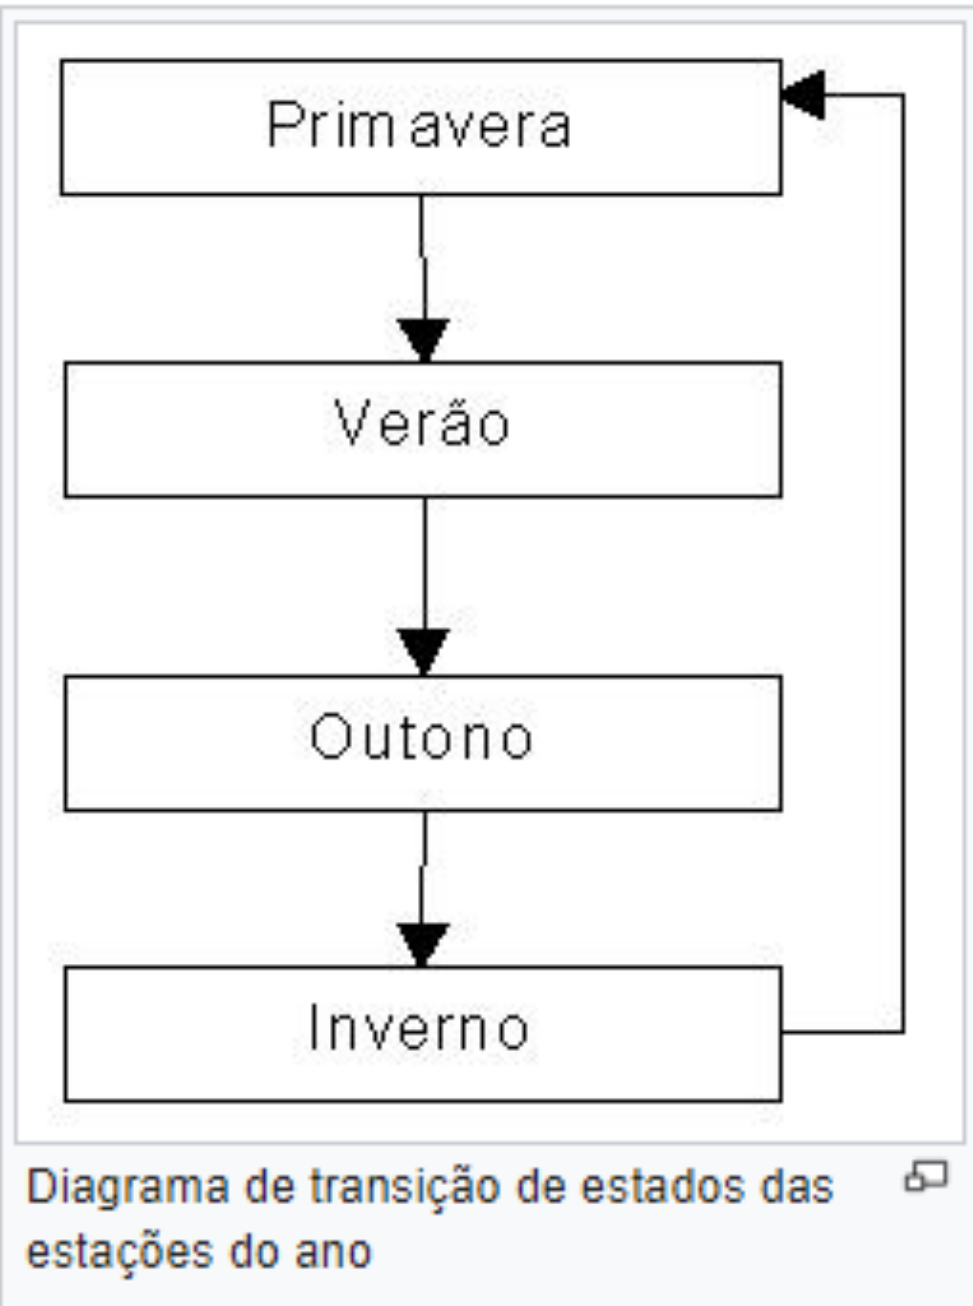 Primavera
Verão
Outono
Inverno
Diagrama de transição de estados das
estações do ano